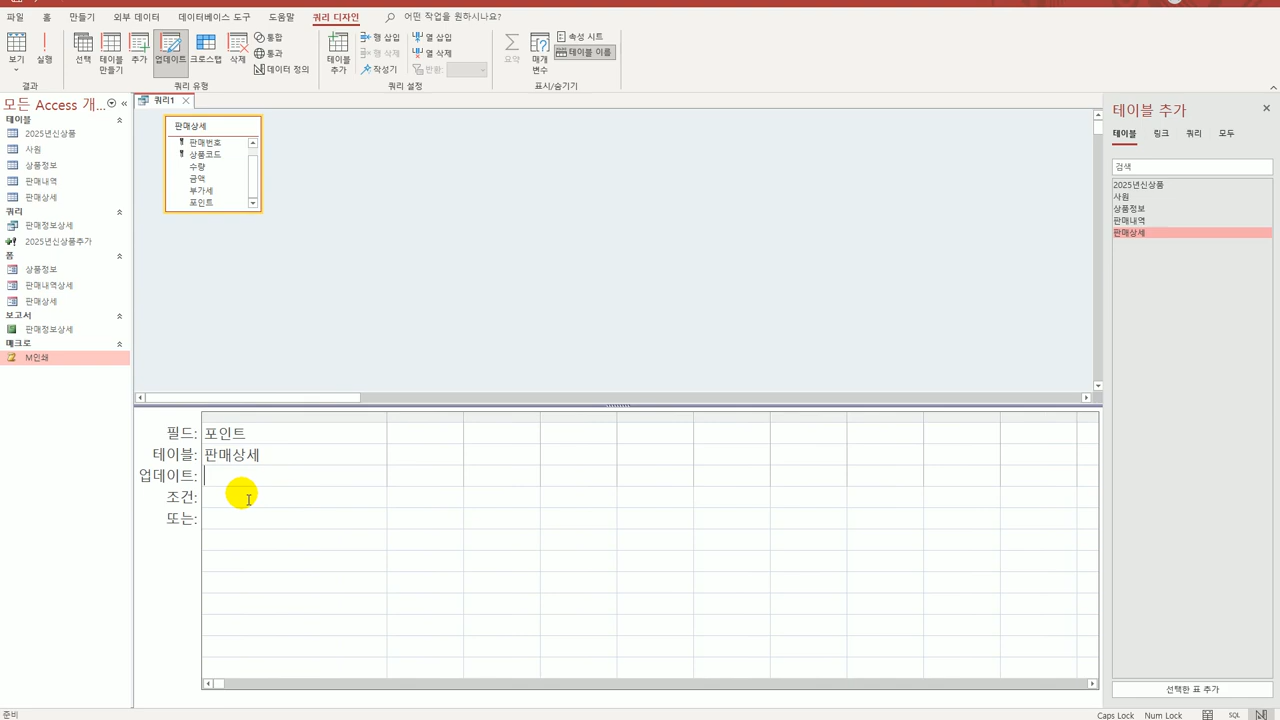 파일 홈 만들기 외부 데이터 데이터베이스 도구 도움말 쿼리 디자인 어떤 작업을 원하시나요?
보기 실행 선택 테이블 만들기 추가 업데이트 크로스탭 삭제 통합 통과 데이터 정의
테이블 추가 행 삽입 행 삭제 작성기 열 삽입 열 삭제 반환:
요약 매개 변수 속성 시트 테이블 이름
결과 쿼리 유형 쿼리 설정 표시/숨기기
모든 Access 개...
테이블
2025년신상품
사원
상품정보
판매내역
판매상세
쿼리
판매정보상세
2025년신상품추가
폼
상품정보
판매내역상세
판매상세
보고서
판매정보상세
매크로
M인쇄
쿼리1
판매상세
판매번호
상품코드
수량
금액
부가세
포인트
필드: 포인트
테이블: 판매상세
업데이트:
조건:
또는:
테이블 추가
테이블 링크 쿼리 모두
검색
2025년신상품
사원
상품정보
판매내역
판매상세
선택한 표 추가
준비
Caps Lock Num Lock SQL